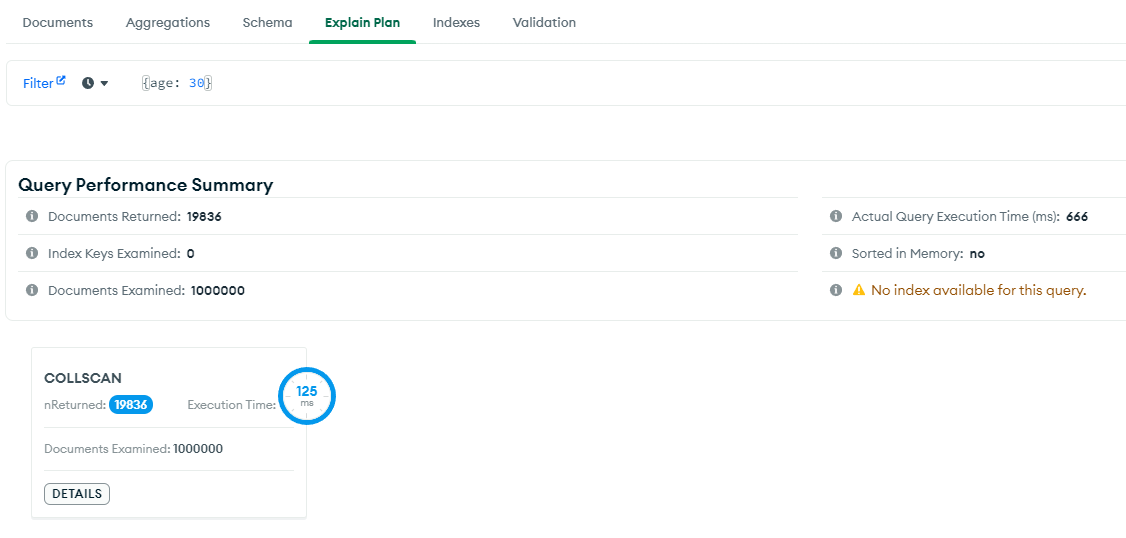 Documents Aggregations Schema Explain Plan Indexes Validation
Filter {age: 30}
Query Performance Summary
Documents Returned: 19836
Actual Query Execution Time (ms): 666
Index Keys Examined: 0
Sorted in Memory: no
Documents Examined: 1000000
No index available for this query.
COLLSCAN
nReturned: 19836 Execution Time: 125
ms
Documents Examined: 1000000
DETAILS